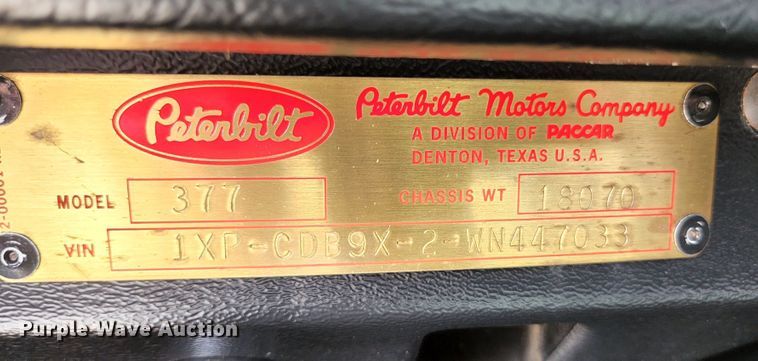 Peterbilt
Peterbilt Motors Company
A DIVISION OF PACCAR
DENTON, TEXAS U.S.A.
MODEL 377
CHASSIS WT 18070
VIN 1XP-CDB9X-2-WN447033
Purple Wave Auction